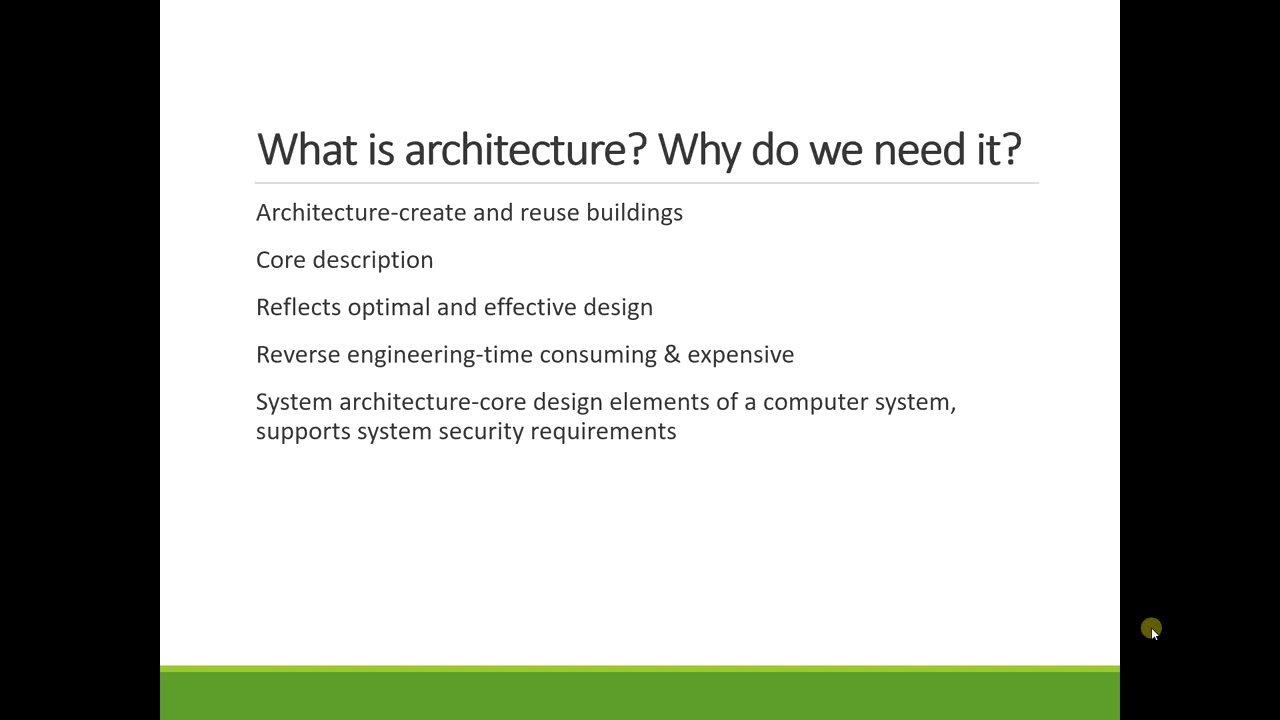 What is architecture? Why do we need it?
Architecture-create and reuse buildings
Core description
Reflects optimal and effective design
Reverse engineering-time consuming & expensive
System architecture-core design elements of a computer system,
supports system security requirements